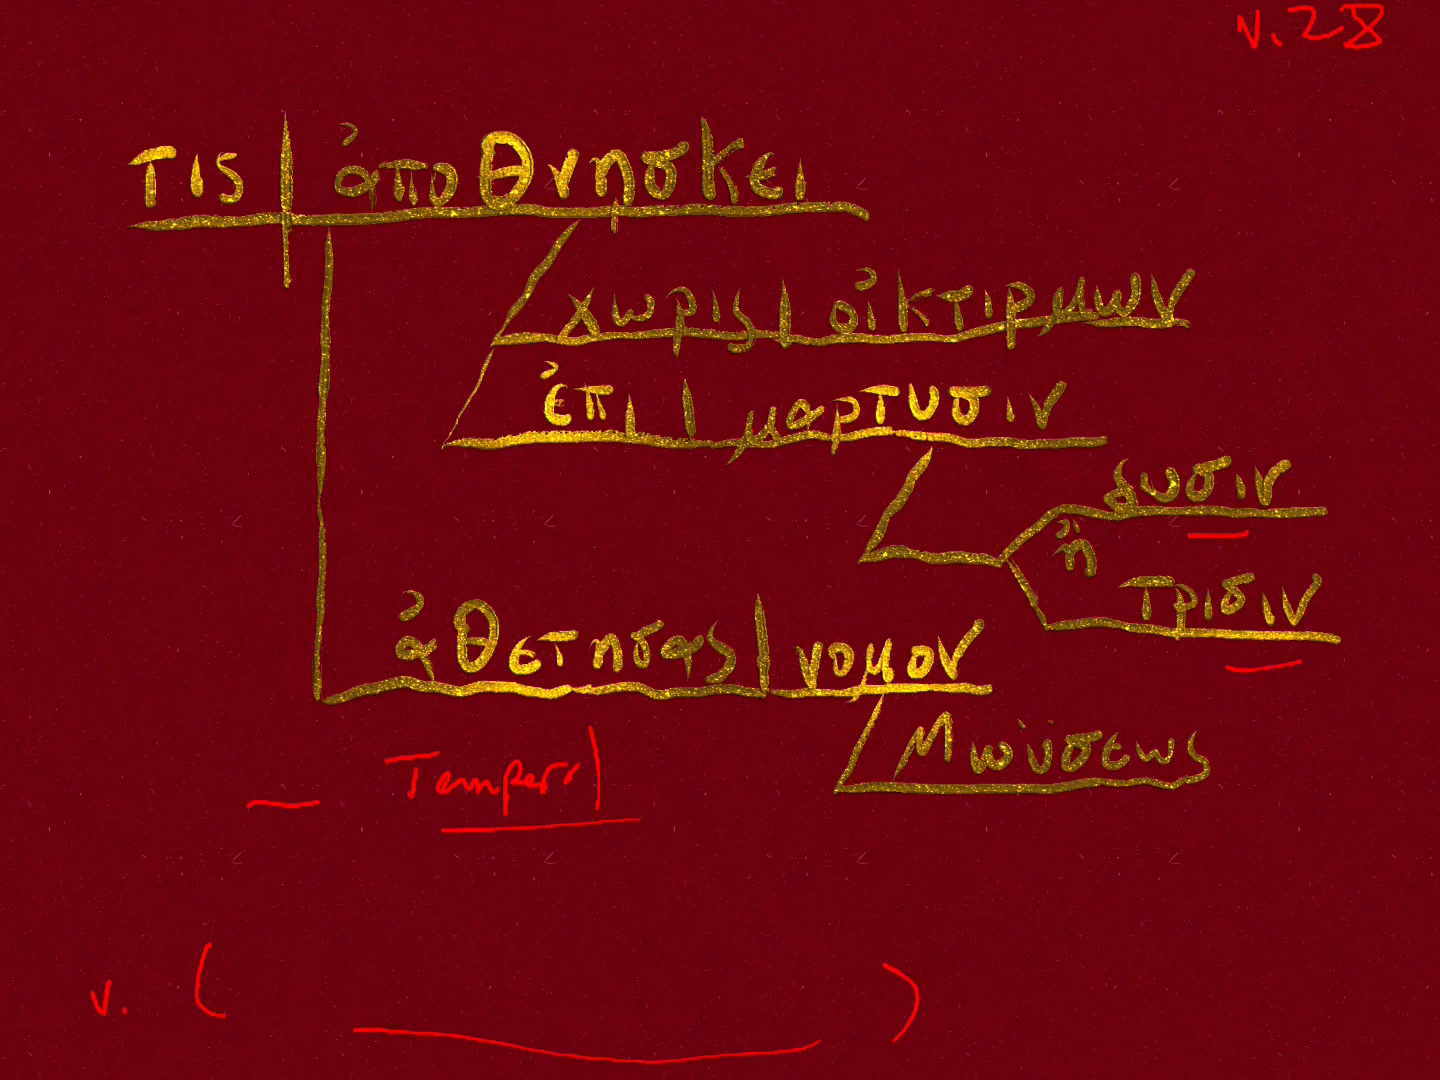 v. 28
τις | ἀποθνησκει
χωρις | οἰκτιρμων
ἐπι | μαρτυσιν
δυσιν
ἢ
τρισιν
ἀθετησας | νομον
Μωϋσεως
Temporal
v. ( )